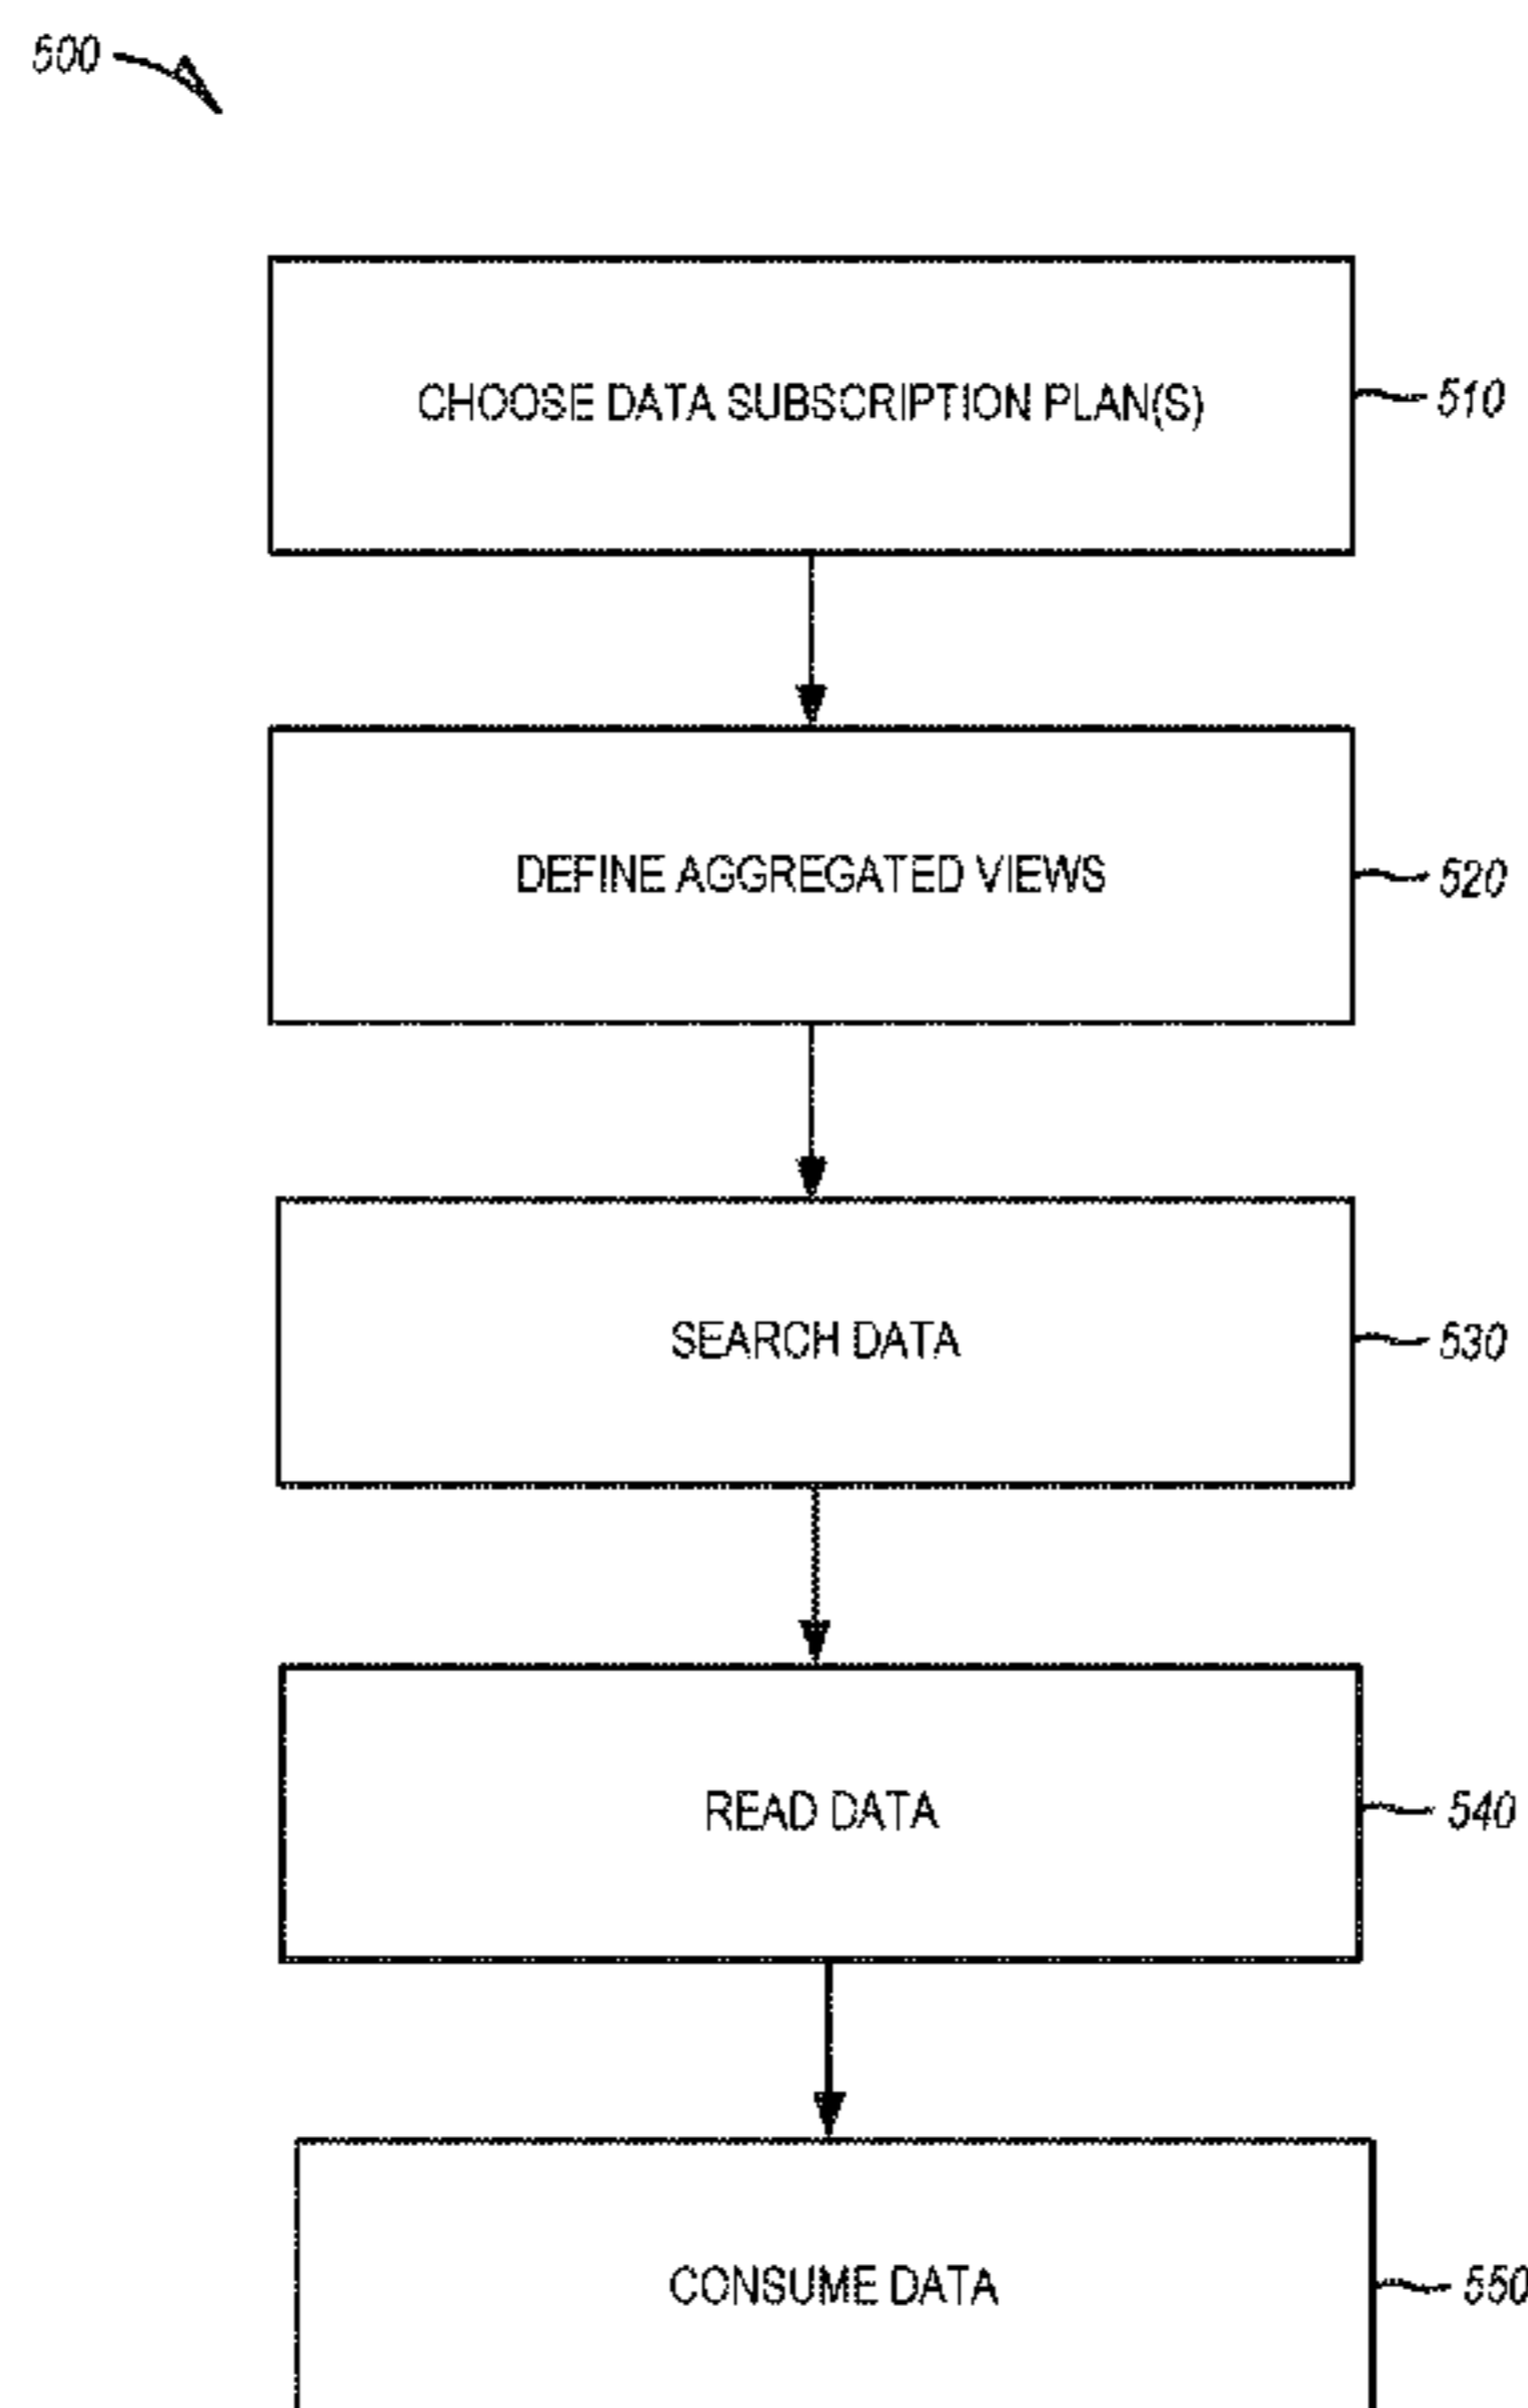 500
CHOOSE DATA SUBSCRIPTION PLAN(S)
510
DEFINE AGGREGATED VIEWS
520
SEARCH DATA
530
READ DATA
540
CONSUME DATA
550